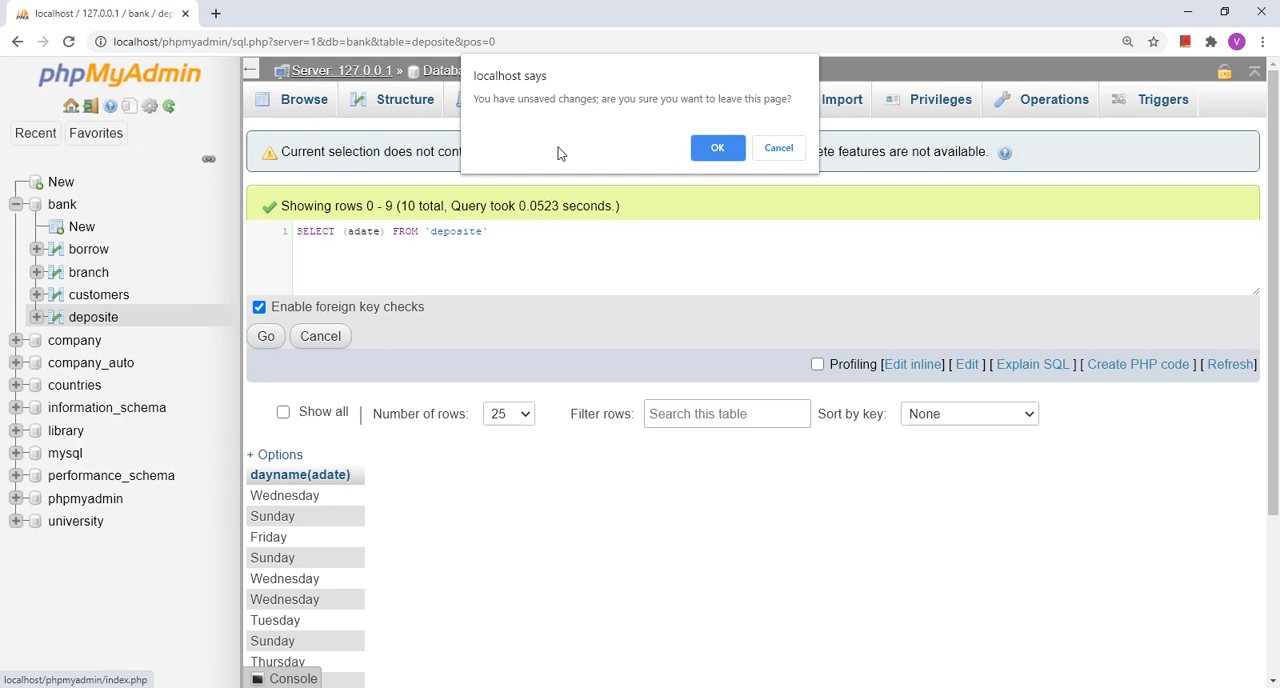 localhost / 127.0.0.1 / bank / dep
localhost/phpmyadmin/sql.php?server=1&db=bank&table=deposite&pos=0
V
phpMyAdmin
Recent
Favorites
New
bank
New
borrow
branch
customers
deposite
company
company_auto
countries
information_schema
library
mysql
performance_schema
phpmyadmin
university
localhost/phpmyadmin/index.php
Server: 127.0.0.1 » Databa
Browse
Structure
Import
Privileges
Operations
Triggers
localhost says
You have unsaved changes; are you sure you want to leave this page?
OK
Cancel
Current selection does not cont
te features are not available.
Showing rows 0 - 9 (10 total, Query took 0.0523 seconds.)
1 SELECT (adate) FROM `deposite`
Enable foreign key checks
Go
Cancel
Profiling [Edit inline] [ Edit ] [ Explain SQL ] [ Create PHP code ] [ Refresh]
Show all | Number of rows: 25 Filter rows: Search this table Sort by key: None
+ Options
dayname(adate)
Wednesday
Sunday
Friday
Sunday
Wednesday
Wednesday
Tuesday
Sunday
Thursday
Console